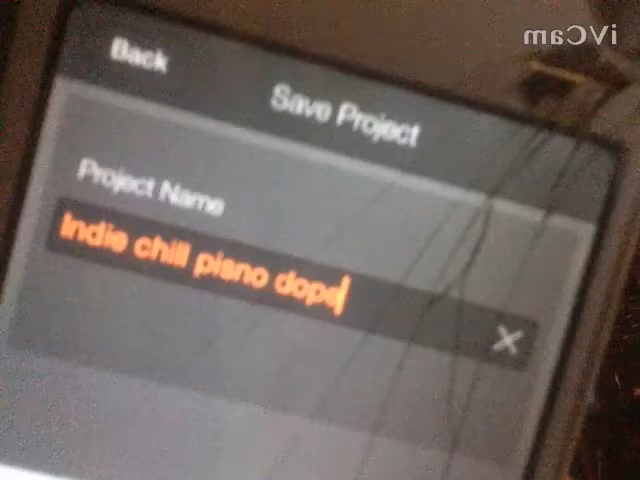 iVCam
Back
Save Project
Project Name
Indie chill piano dope
X